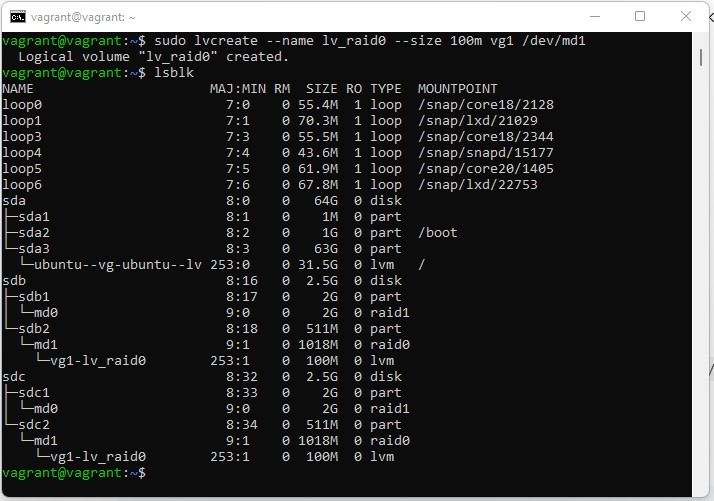 vagrant@vagrant: ~
vagrant@vagrant:~$ sudo lvcreate --name lv_raid0 --size 100m vg1 /dev/md1
  Logical volume "lv_raid0" created.
vagrant@vagrant:~$ lsblk
NAME                      MAJ:MIN RM  SIZE RO TYPE  MOUNTPOINT
loop0                       7:0    0 55.4M  1 loop  /snap/core18/2128
loop1                       7:1    0 70.3M  1 loop  /snap/lxd/21029
loop3                       7:3    0 55.5M  1 loop  /snap/core18/2344
loop4                       7:4    0 43.6M  1 loop  /snap/snapd/15177
loop5                       7:5    0 61.9M  1 loop  /snap/core20/1405
loop6                       7:6    0 67.8M  1 loop  /snap/lxd/22753
sda                         8:0    0   64G  0 disk
├─sda1                      8:1    0    1M  0 part
├─sda2                      8:2    0    1G  0 part  /boot
└─sda3                      8:3    0   63G  0 part
  └─ubuntu--vg-ubuntu--lv 253:0    0 31.5G  0 lvm   /
sdb                         8:16   0  2.5G  0 disk
├─sdb1                      8:17   0    2G  0 part
│ └─md0                     9:0    0    2G  0 raid1
└─sdb2                      8:18   0  511M  0 part
  └─md1                     9:1    0 1018M  0 raid0
    └─vg1-lv_raid0        253:1    0  100M  0 lvm
sdc                         8:32   0  2.5G  0 disk
├─sdc1                      8:33   0    2G  0 part
│ └─md0                     9:0    0    2G  0 raid1
└─sdc2                      8:34   0  511M  0 part
  └─md1                     9:1    0 1018M  0 raid0
    └─vg1-lv_raid0        253:1    0  100M  0 lvm
vagrant@vagrant:~$